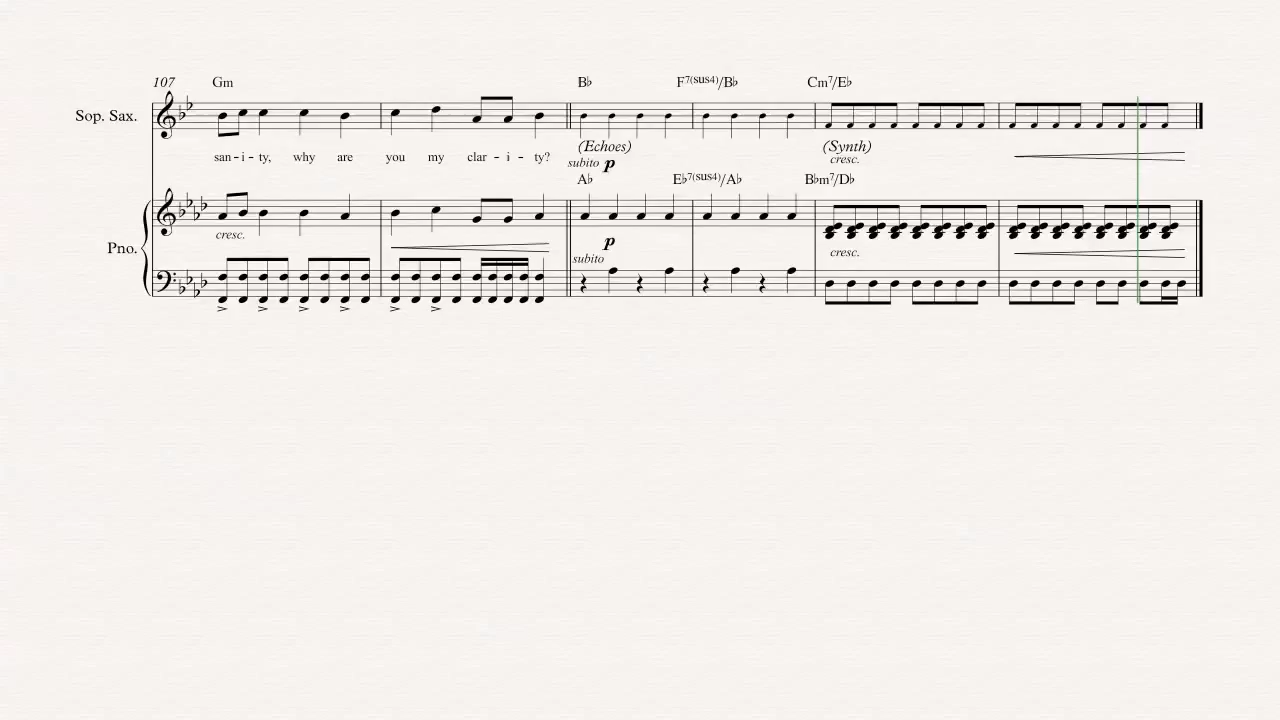 107 Gm B♭ F7(sus4)/B♭ Cm7/E♭
Sop. Sax.
(Echoes) (Synth)
san - i - ty, why are you my clar - i - ty? subito p cresc.
A♭ E♭7(sus4)/A♭ B♭m7/D♭
cresc.
Pno. p cresc.
subito